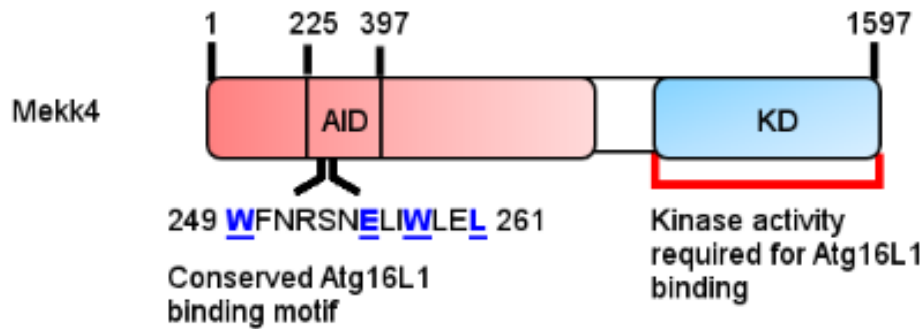 1 225 397 1597
Mekk4 AID KD
249 WFNRSNELIWLEL 261
Conserved Atg16L1
binding motif
Kinase activity
required for Atg16L1
binding